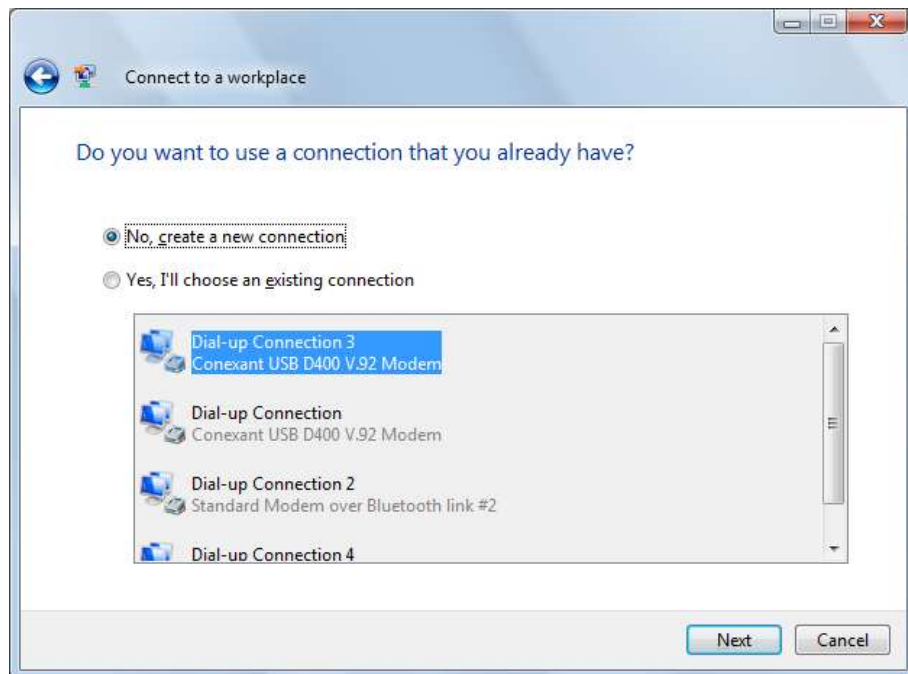 Connect to a workplace
Do you want to use a connection that you already have?
No, create a new connection
Yes, I'll choose an existing connection
Dial-up Connection 3
Conexant USB D400 V.92 Modem
Dial-up Connection
Conexant USB D400 V.92 Modem
Dial-up Connection 2
Standard Modem over Bluetooth link #2
Dial-up Connection 4
Next
Cancel